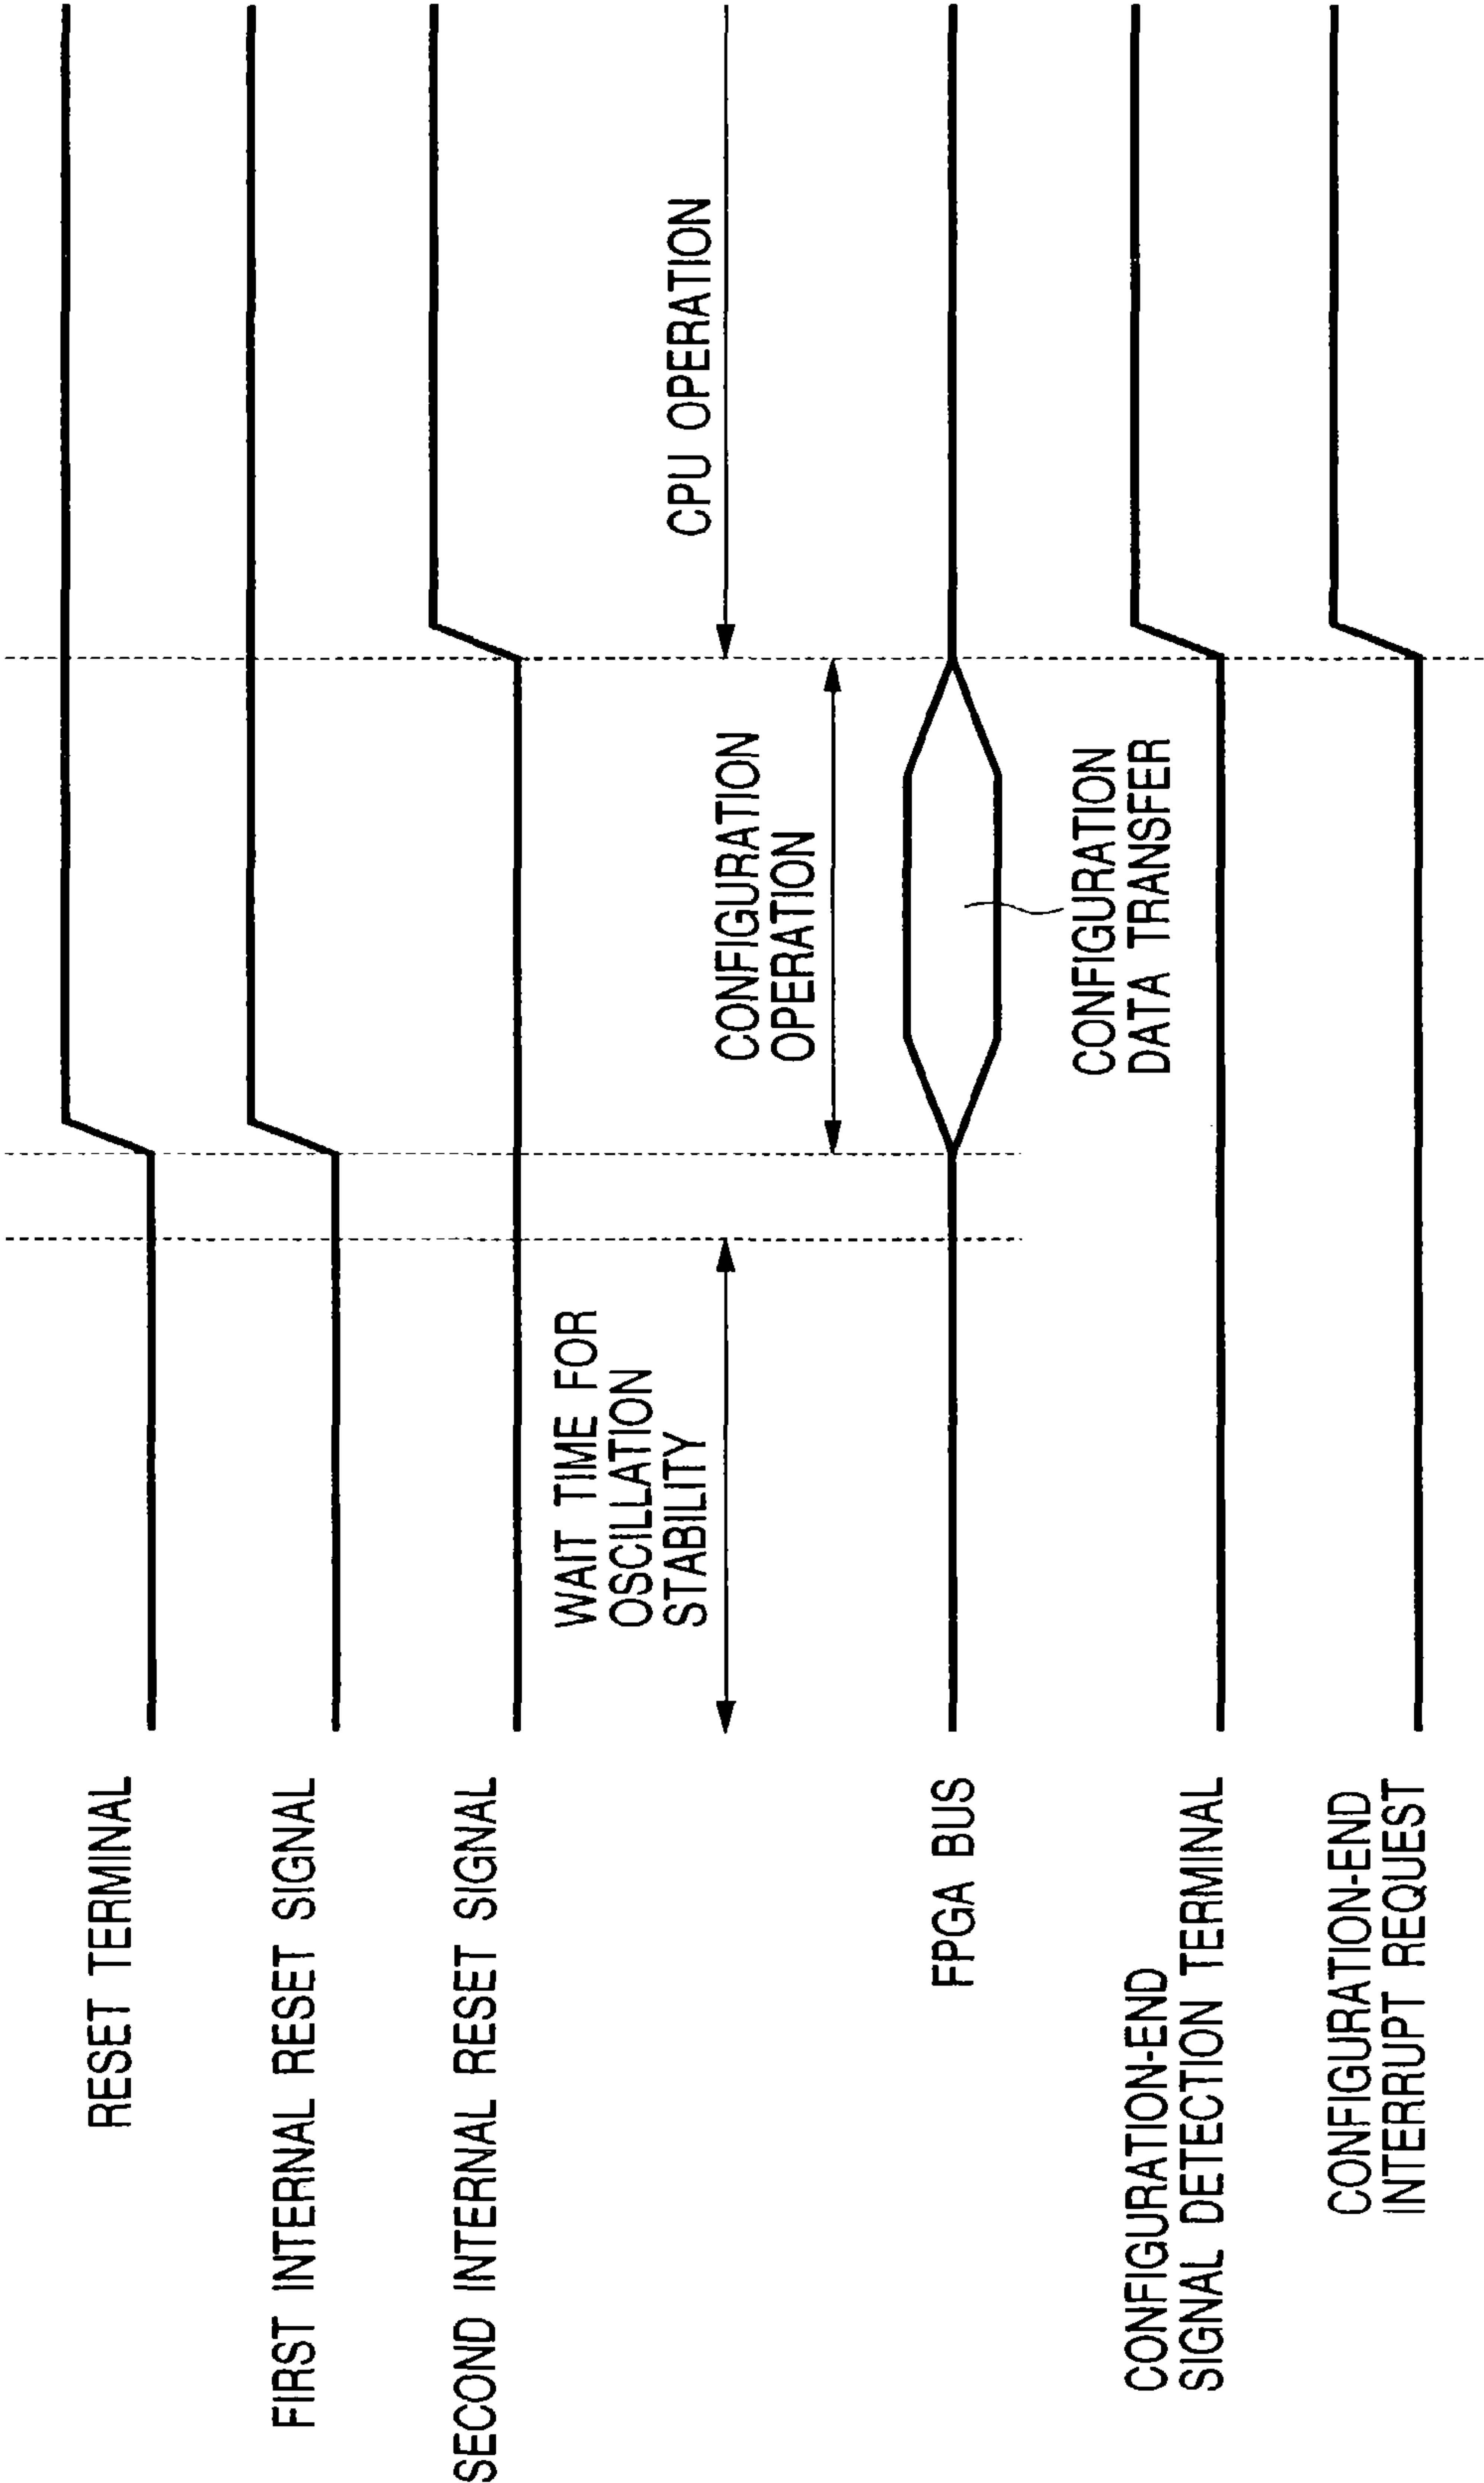 RESET TERMINAL
FIRST INTERNAL RESET SIGNAL
SECOND INTERNAL RESET SIGNAL
WAIT TIME FOR
OSCILLATION
STABILITY
CPU OPERATION
CONFIGURATION
OPERATION
FPGA BUS
CONFIGURATION
DATA TRANSFER
CONFIGURATION-END
SIGNAL DETECTION TERMINAL
CONFIGURATION-END
INTERRUPT REQUEST